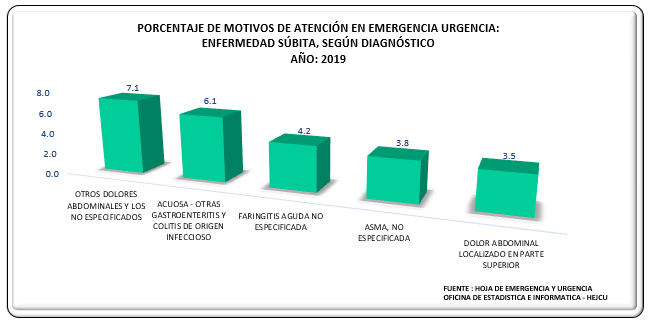 PORCENTAJE DE MOTIVOS DE ATENCIÓN EN EMERGENCIA URGENCIA:
ENFERMEDAD SÚBITA, SEGÚN DIAGNÓSTICO
AÑO: 2019
8.0
6.0
4.0
2.0
0.0
7.1
6.1
4.2
3.8
3.5
OTROS DOLORES
ABDOMINALES Y LOS
NO ESPECIFICADOS
ACUOSA - OTRAS
GASTROENTERITIS Y
COLITIS DE ORIGEN
INFECCIOSO
FARINGITIS AGUDA NO
ESPECIFICADA
ASMA, NO
ESPECIFICADA
DOLOR ABDOMINAL
LOCALIZADO EN PARTE
SUPERIOR
FUENTE : HOJA DE EMERGENCIA Y URGENCIA
OFICINA DE ESTADISTICA E INFORMATICA - HEJCU